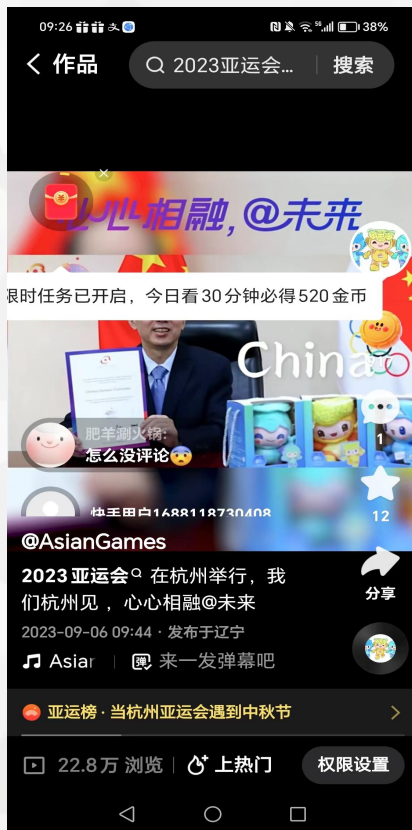 09:26
5G
38%
作品
2023亚运会...
搜索
心心相融,@未来
限时任务已开启，今日看30分钟必得520金币
China
肥羊涮火锅:
怎么没评论😨
快手用户1688118730408
1
12
分享
@AsianGames
2023亚运会 在杭州举行，我
们杭州见，心心相融@未来
2023-09-06 09:44 · 发布于辽宁
Asiar
弹
来一发弹幕吧
亚运榜 · 当杭州亚运会遇到中秋节
22.8万 浏览
上热门
权限设置